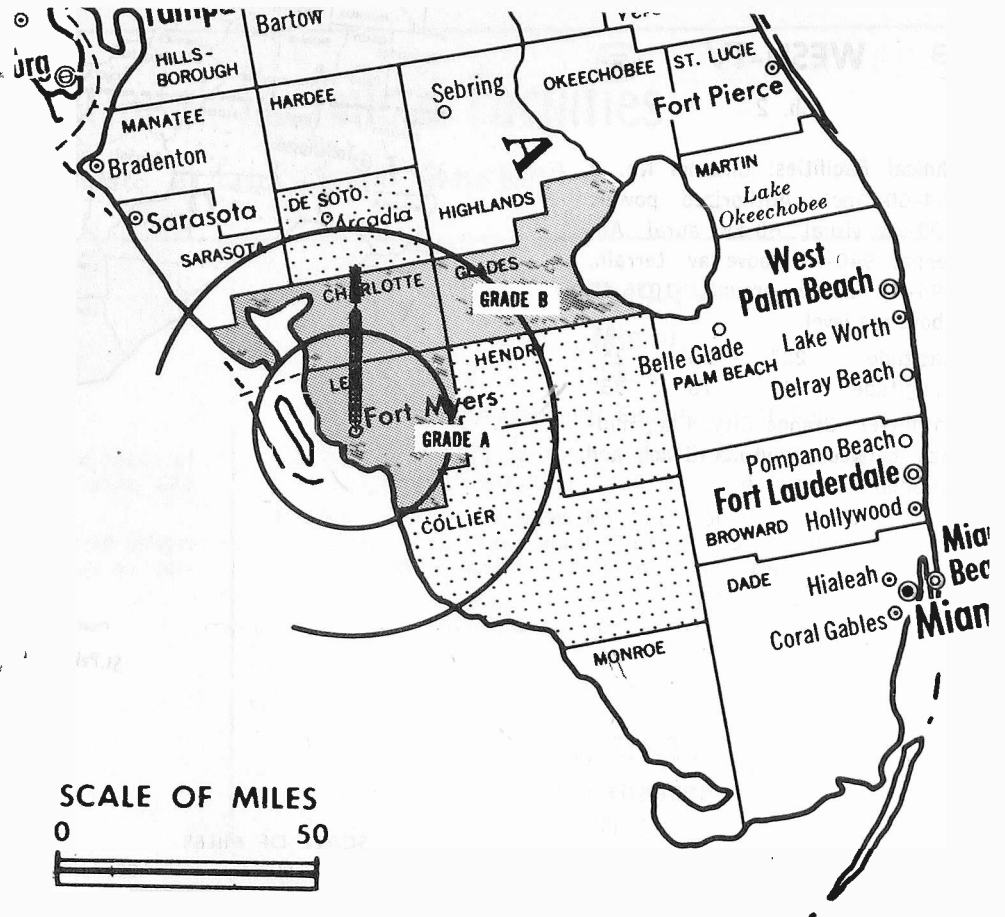 Bartow
HILLS-
BOROUGH
OKEECHOBEE
ST. LUCIE
HARDEE
Sebring
Fort Pierce
MANATEE
A
Bradenton
MARTIN
DE SOTO
Lake
Okeechobee
Arcadia
HIGHLANDS
Sarasota
SARASOTA
West
Palm Beach
CHARLOTTE
GLADES
GRADE B
Lake Worth
HENDRY
Belle Glade
PALM BEACH
LEE
Delray Beach
Fort Myers
GRADE A
Pompano Beach
Fort Lauderdale
COLLIER
BROWARD
Hollywood
DADE
Hialeah
Coral Gables
MONROE
SCALE OF MILES
0 50